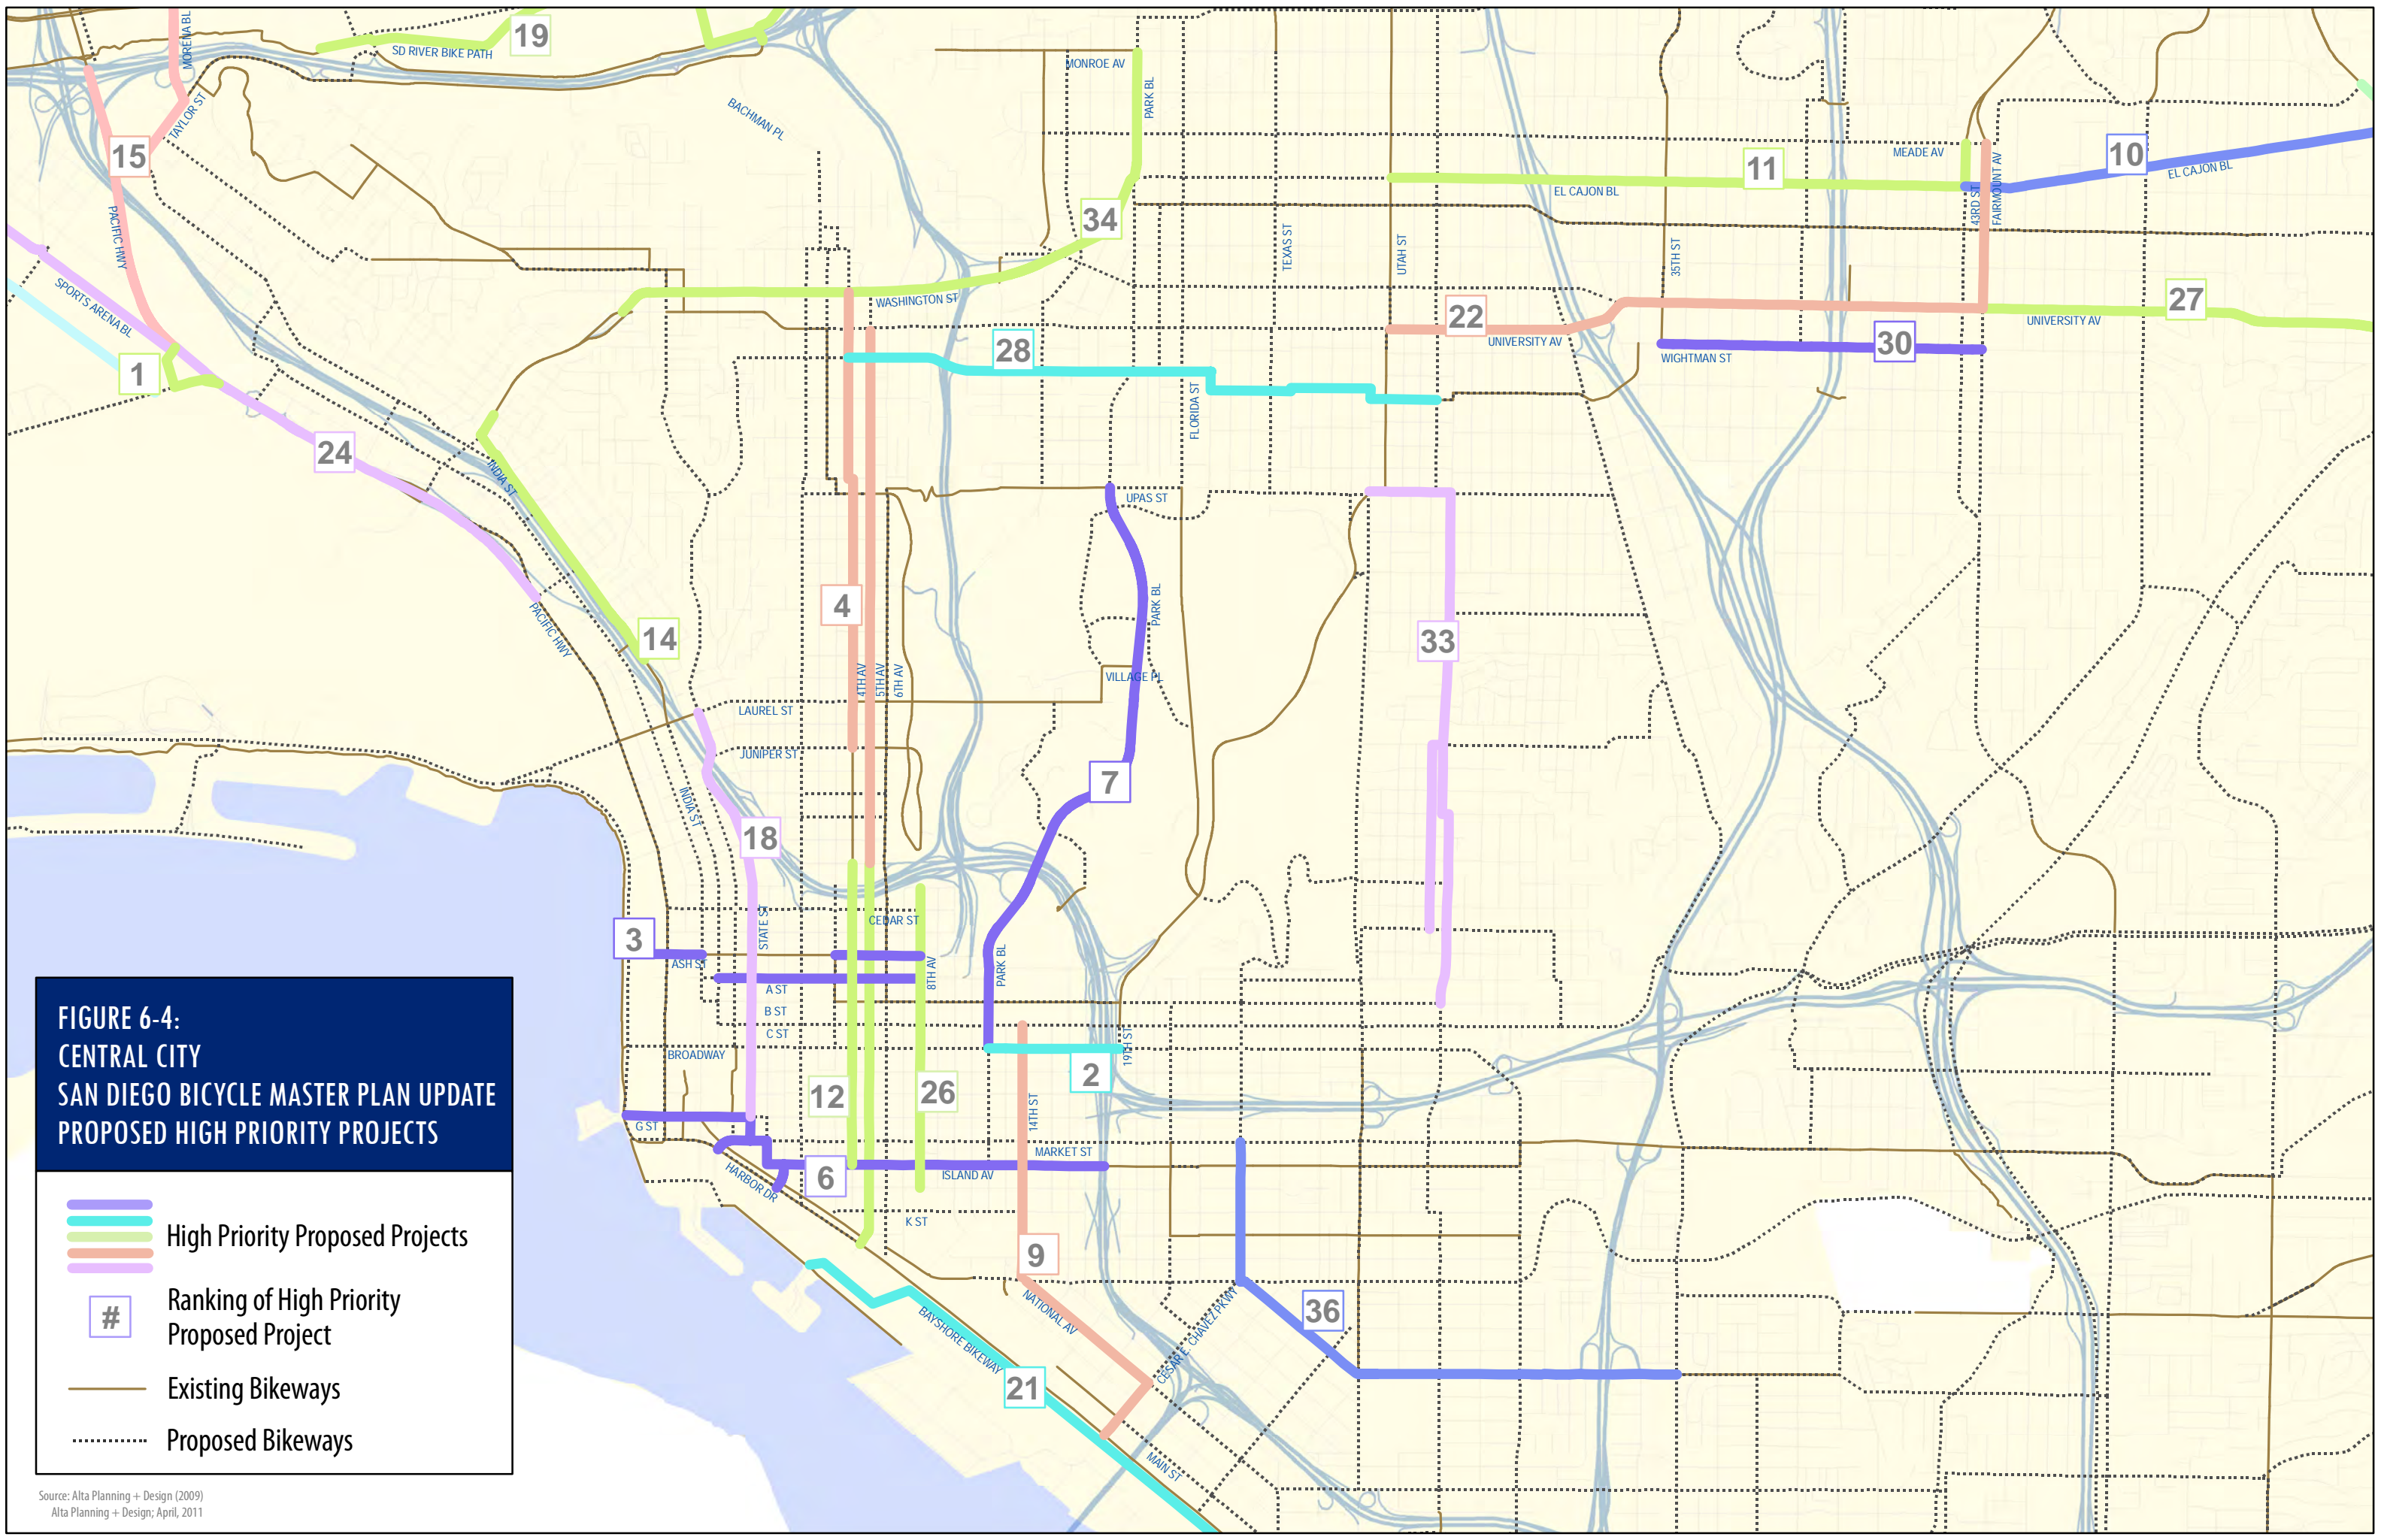 19
MORENA BL
SD RIVER BIKE PATH
MONROE AV
PARK BL
BACHMAN PL
TAYLOR ST
15
MEADE AV
10
EL CAJON BL
11
EL CAJON BL
43RD ST
FAIRMOUNT AV
34
PACIFIC HWY
TEXAS ST
UTAH ST
35TH ST
SPORTS ARENA BL
WASHINGTON ST
22
UNIVERSITY AV
27
UNIVERSITY AV
28
30
WIGHTMAN ST
1
FLORIDA ST
24
INDIA ST
UPAS ST
4
PARK BL
PACIFIC HWY
14
33
4TH AV
5TH AV
6TH AV
VILLAGE PL
LAUREL ST
JUNIPER ST
7
INDIA ST
18
CEDAR ST
STATE ST
3
ASH ST
8TH AV
PARK BL
A ST
B ST
C ST
BROADWAY
19TH ST
2
12
26
14TH ST
G ST
MARKET ST
HARBOR DR
6
ISLAND AV
K ST
9
NATIONAL AV
CESAR E. CHAVEZ PKWY
36
BAYSHORE BIKEWAY
21
MAIN ST
FIGURE 6-4:
CENTRAL CITY
SAN DIEGO BICYCLE MASTER PLAN UPDATE
PROPOSED HIGH PRIORITY PROJECTS
High Priority Proposed Projects
#
Ranking of High Priority
Proposed Project
Existing Bikeways
Proposed Bikeways
Source: Alta Planning + Design (2009)
Alta Planning + Design; April, 2011